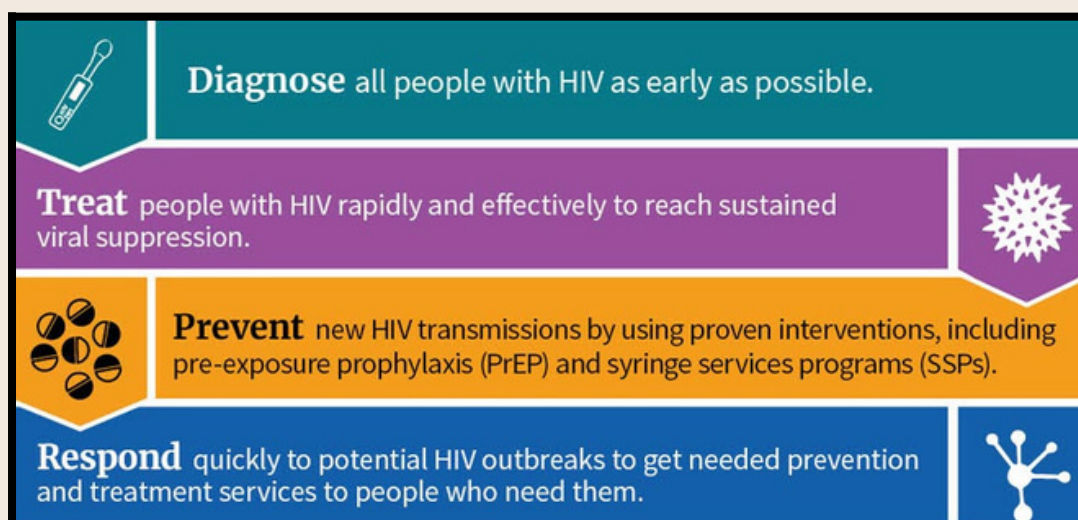 Diagnose all people with HIV as early as possible.
Treat people with HIV rapidly and effectively to reach sustained
viral suppression.
Prevent new HIV transmissions by using proven interventions, including
pre-exposure prophylaxis (PrEP) and syringe services programs (SSPs).
Respond quickly to potential HIV outbreaks to get needed prevention
and treatment services to people who need them.